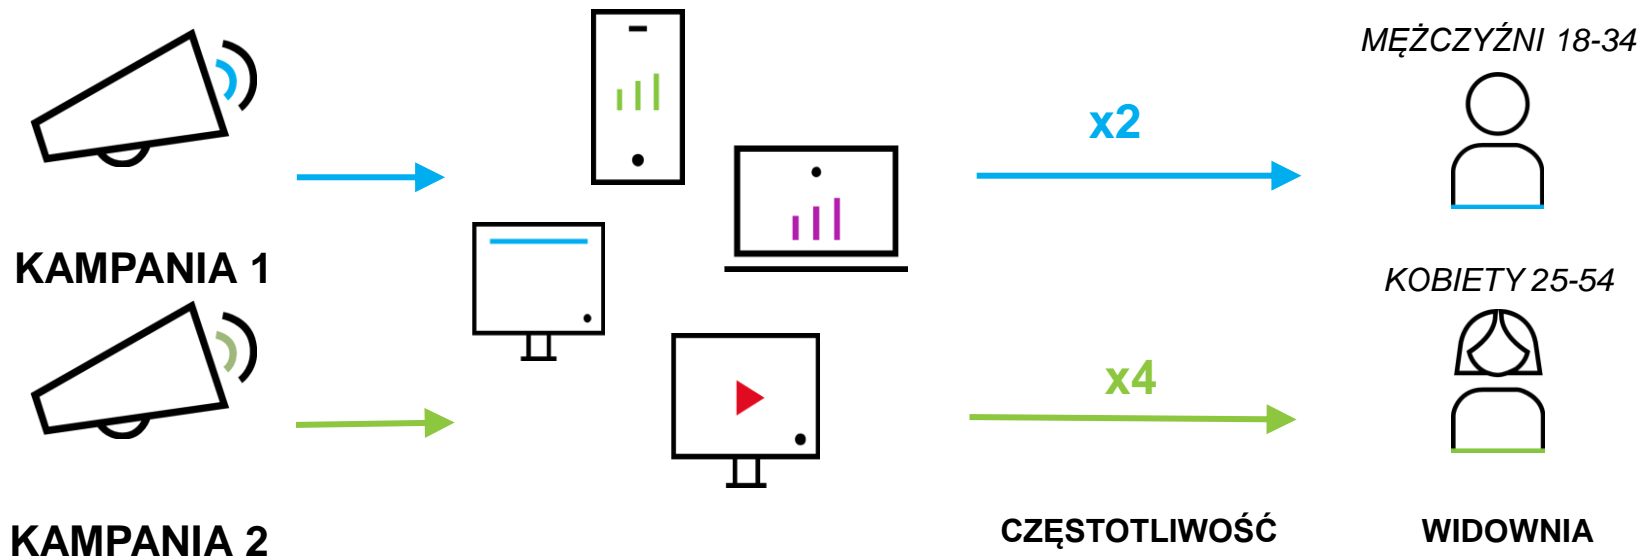 MĘŻCZYŹNI 18-34
x2
KAMPANIA 1
KOBIETY 25-54
x4
KAMPANIA 2
CZĘSTOTLIWOŚĆ
WIDOWNIA